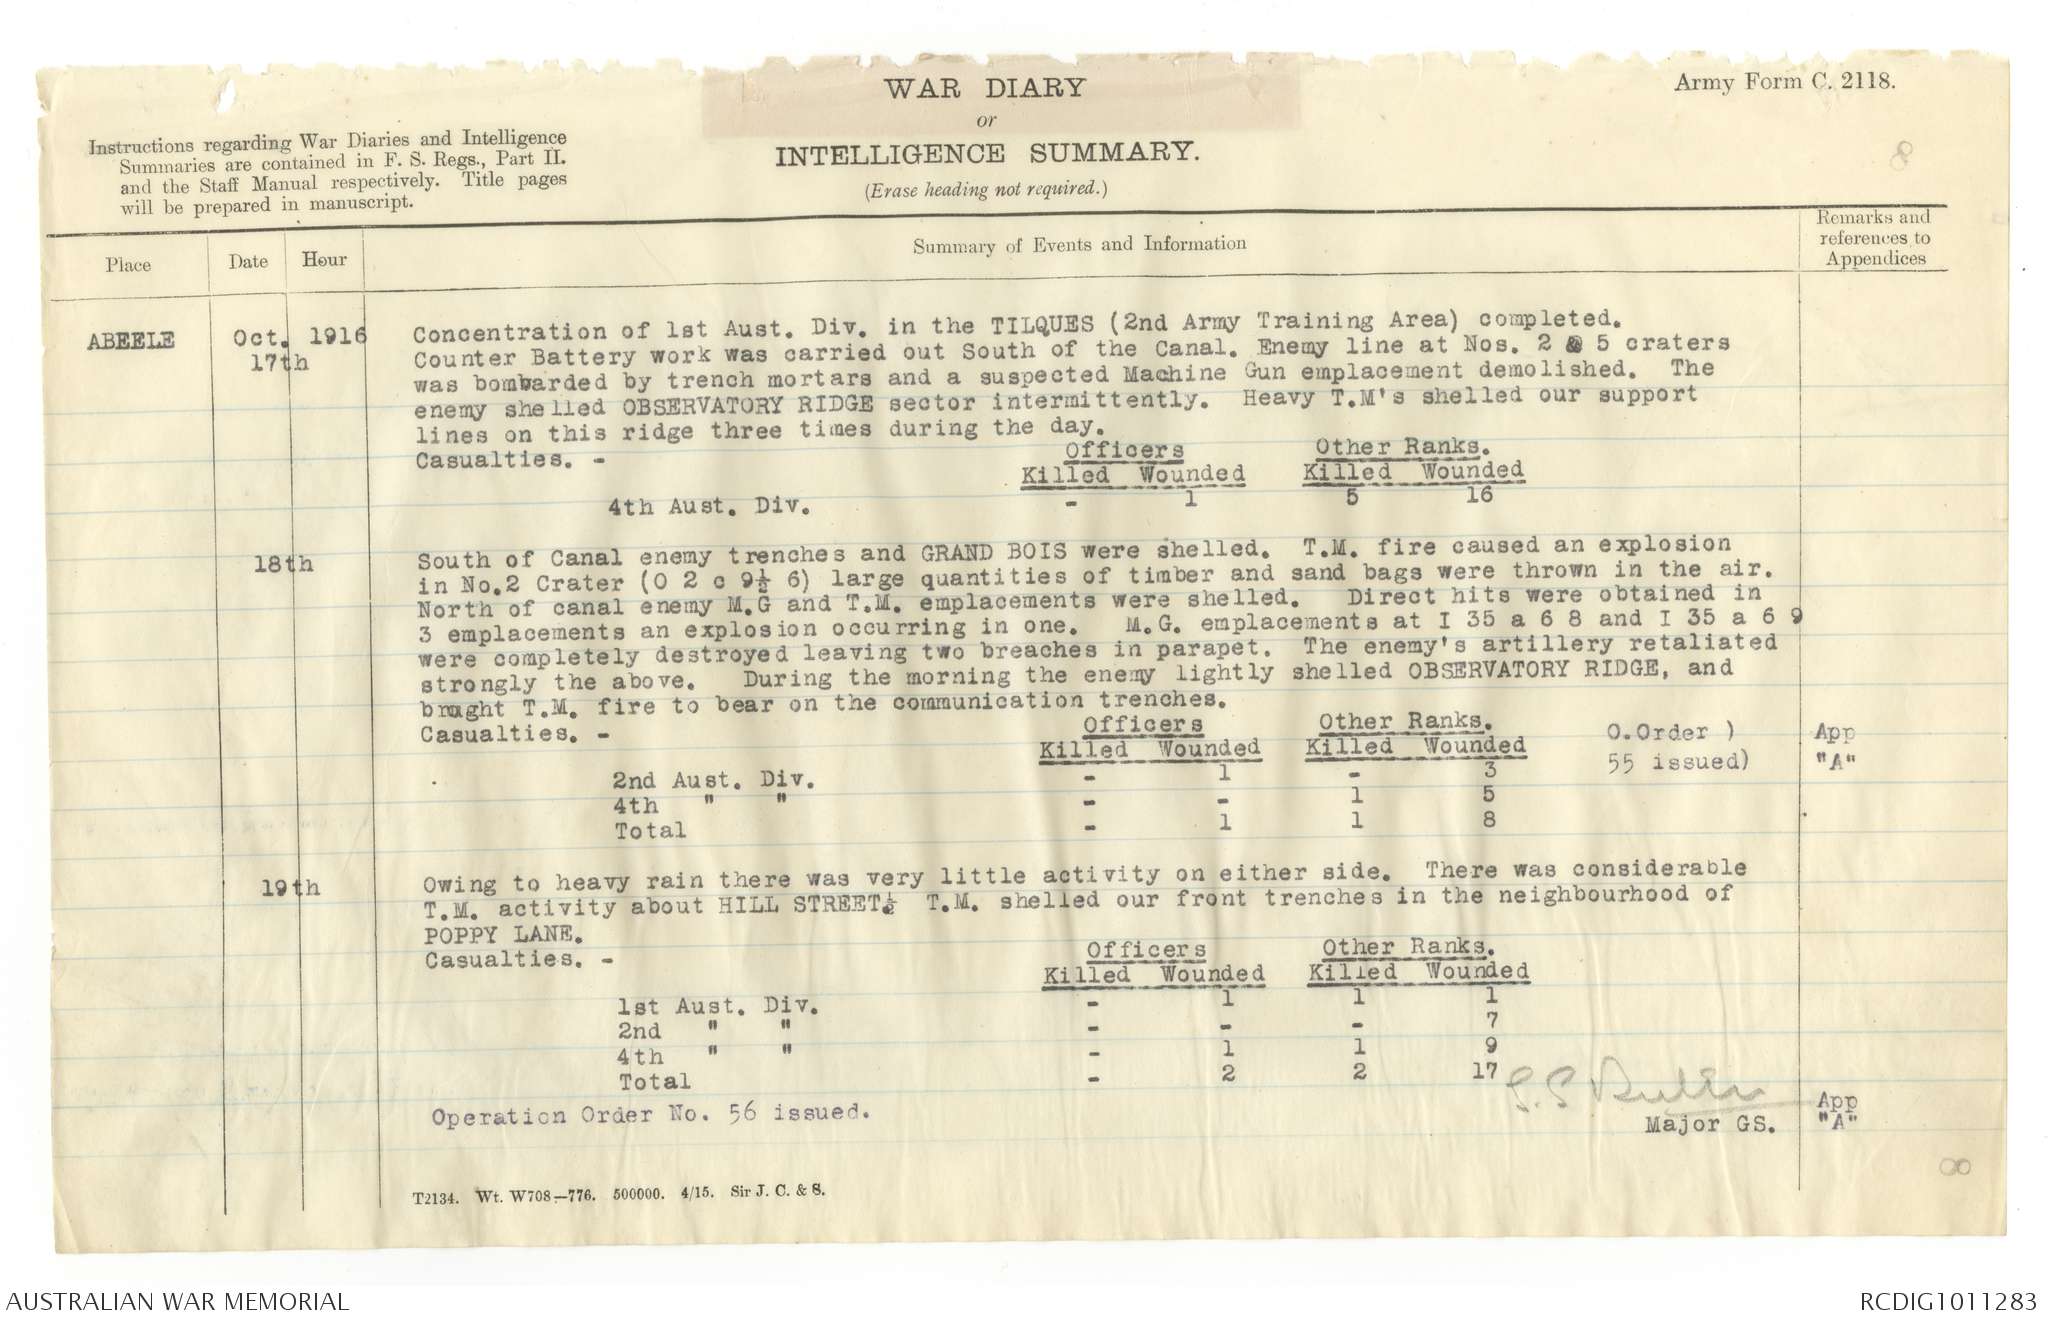 WAR DIARY
or
INTELLIGENCE SUMMARY.
(Erase heading not required.)
Army Form C. 2118.
8
Instructions regarding War Diaries and Intelligence
Summaries are contained in F. S. Regs., Part II.
and the Staff Manual respectively. Title pages
will be prepared in manuscript.
Place Date Hour Summary of Events and Information Remarks and
references to
Appendices
ABEELE Oct. 1916
17th
Concentration of 1st Aust. Div. in the TILQUES (2nd Army Training Area) completed.
Counter Battery work was carried out South of the Canal. Enemy line at Nos. 2 & 5 craters
was bombarded by trench mortars and a suspected Machine Gun emplacement demolished. The
enemy shelled OBSERVATORY RIDGE sector intermittently. Heavy T.M's shelled our support
lines on this ridge three times during the day.
Casualties. - Officers Other Ranks.
Killed Wounded Killed Wounded
4th Aust. Div. - 1 5 16
18th South of Canal enemy trenches and GRAND BOIS were shelled. T.M. fire caused an explosion
in No.2 Crater (O 2 c 9½ 6) large quantities of timber and sand bags were thrown in the air.
North of canal enemy M.G and T.M. emplacements were shelled. Direct hits were obtained in
3 emplacements an explosion occurring in one. M.G. emplacements at I 35 a 6 8 and I 35 a 6 9
were completely destroyed leaving two breaches in parapet. The enemy's artillery retaliated
strongly the above. During the morning the enemy lightly shelled OBSERVATORY RIDGE, and
brought T.M. fire to bear on the communication trenches.
Casualties. - Officers Other Ranks. O.Order ) App
Killed Wounded Killed Wounded 55 issued) "A"
2nd Aust. Div. - 1 - 3
4th " " - - 1 5
Total - 1 1 8
19th Owing to heavy rain there was very little activity on either side. There was considerable
T.M. activity about HILL STREET½ T.M. shelled our front trenches in the neighbourhood of
POPPY LANE.
Casualties. - Officers Other Ranks.
Killed Wounded Killed Wounded
1st Aust. Div. - 1 1 1
2nd " " - - - 7
4th " " - 1 1 9
Total - 2 2 17
Operation Order No. 56 issued. S.S Butler App
Major GS. "A"
T2134. Wt. W708—776. 500000. 4/15. Sir J. C. & S.
AUSTRALIAN WAR MEMORIAL RCDIG1011283